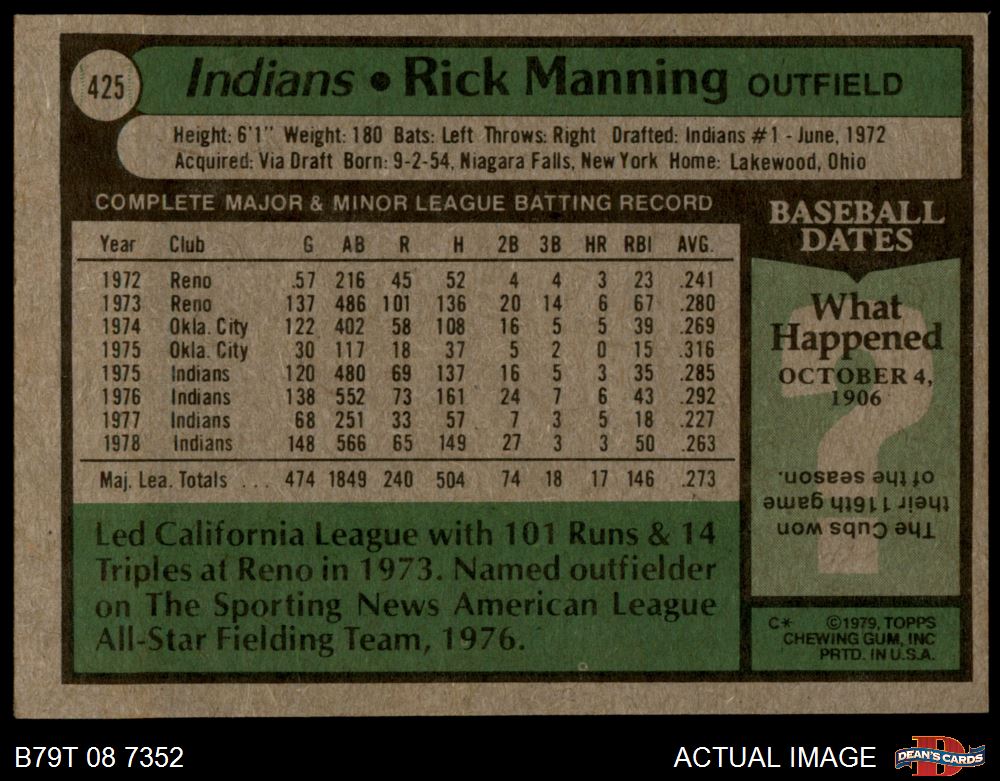 425
Indians • Rick Manning OUTFIELD
Height: 6'1" Weight: 180 Bats: Left Throws: Right Drafted: Indians #1 - June, 1972
Acquired: Via Draft Born: 9-2-54, Niagara Falls, New York Home: Lakewood, Ohio
COMPLETE MAJOR & MINOR LEAGUE BATTING RECORD
Year Club G AB R H 2B 3B HR RBI AVG.
1972 Reno 57 216 45 52 4 4 3 23 .241
1973 Reno 137 486 101 136 20 14 6 67 .280
1974 Okla. City 122 402 58 108 16 5 5 39 .269
1975 Okla. City 30 117 18 37 5 2 0 15 .316
1975 Indians 120 480 69 137 16 5 3 35 .285
1976 Indians 138 552 73 161 24 7 6 43 .292
1977 Indians 68 251 33 57 7 3 5 18 .227
1978 Indians 148 566 65 149 27 3 3 50 .263
Maj. Lea. Totals ... 474 1849 240 504 74 18 17 146 .273
Led California League with 101 Runs & 14
Triples at Reno in 1973. Named outfielder
on The Sporting News American League
All-Star Fielding Team, 1976.
BASEBALL
DATES
What
Happened
OCTOBER 4,
1906
?
The Cubs won
their 116th game
of the season.
C* ©1979, TOPPS
CHEWING GUM, INC
PRTD. IN U.S.A.
B79T 08 7352
ACTUAL IMAGE
D
DEAN'S CARDS